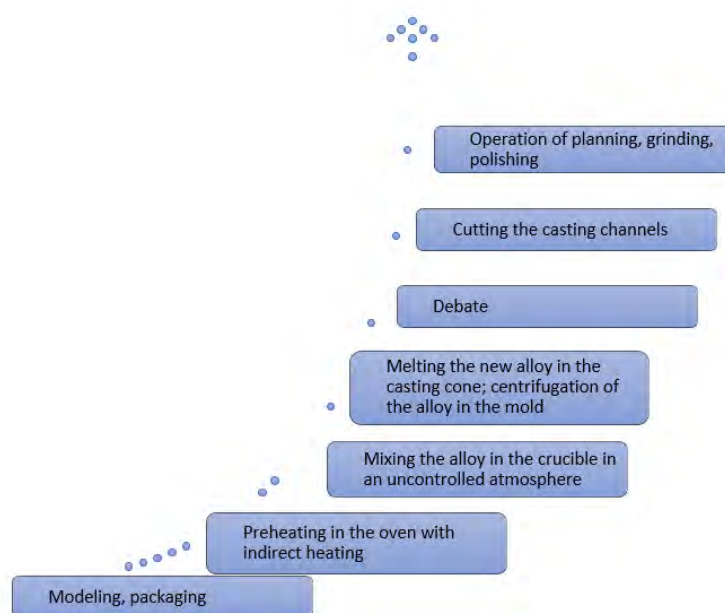 Operation of planning, grinding,
polishing
Cutting the casting channels
Debate
Melting the new alloy in the
casting cone; centrifugation of
the alloy in the mold
Mixing the alloy in the crucible in
an uncontrolled atmosphere
Preheating in the oven with
indirect heating
Modeling, packaging